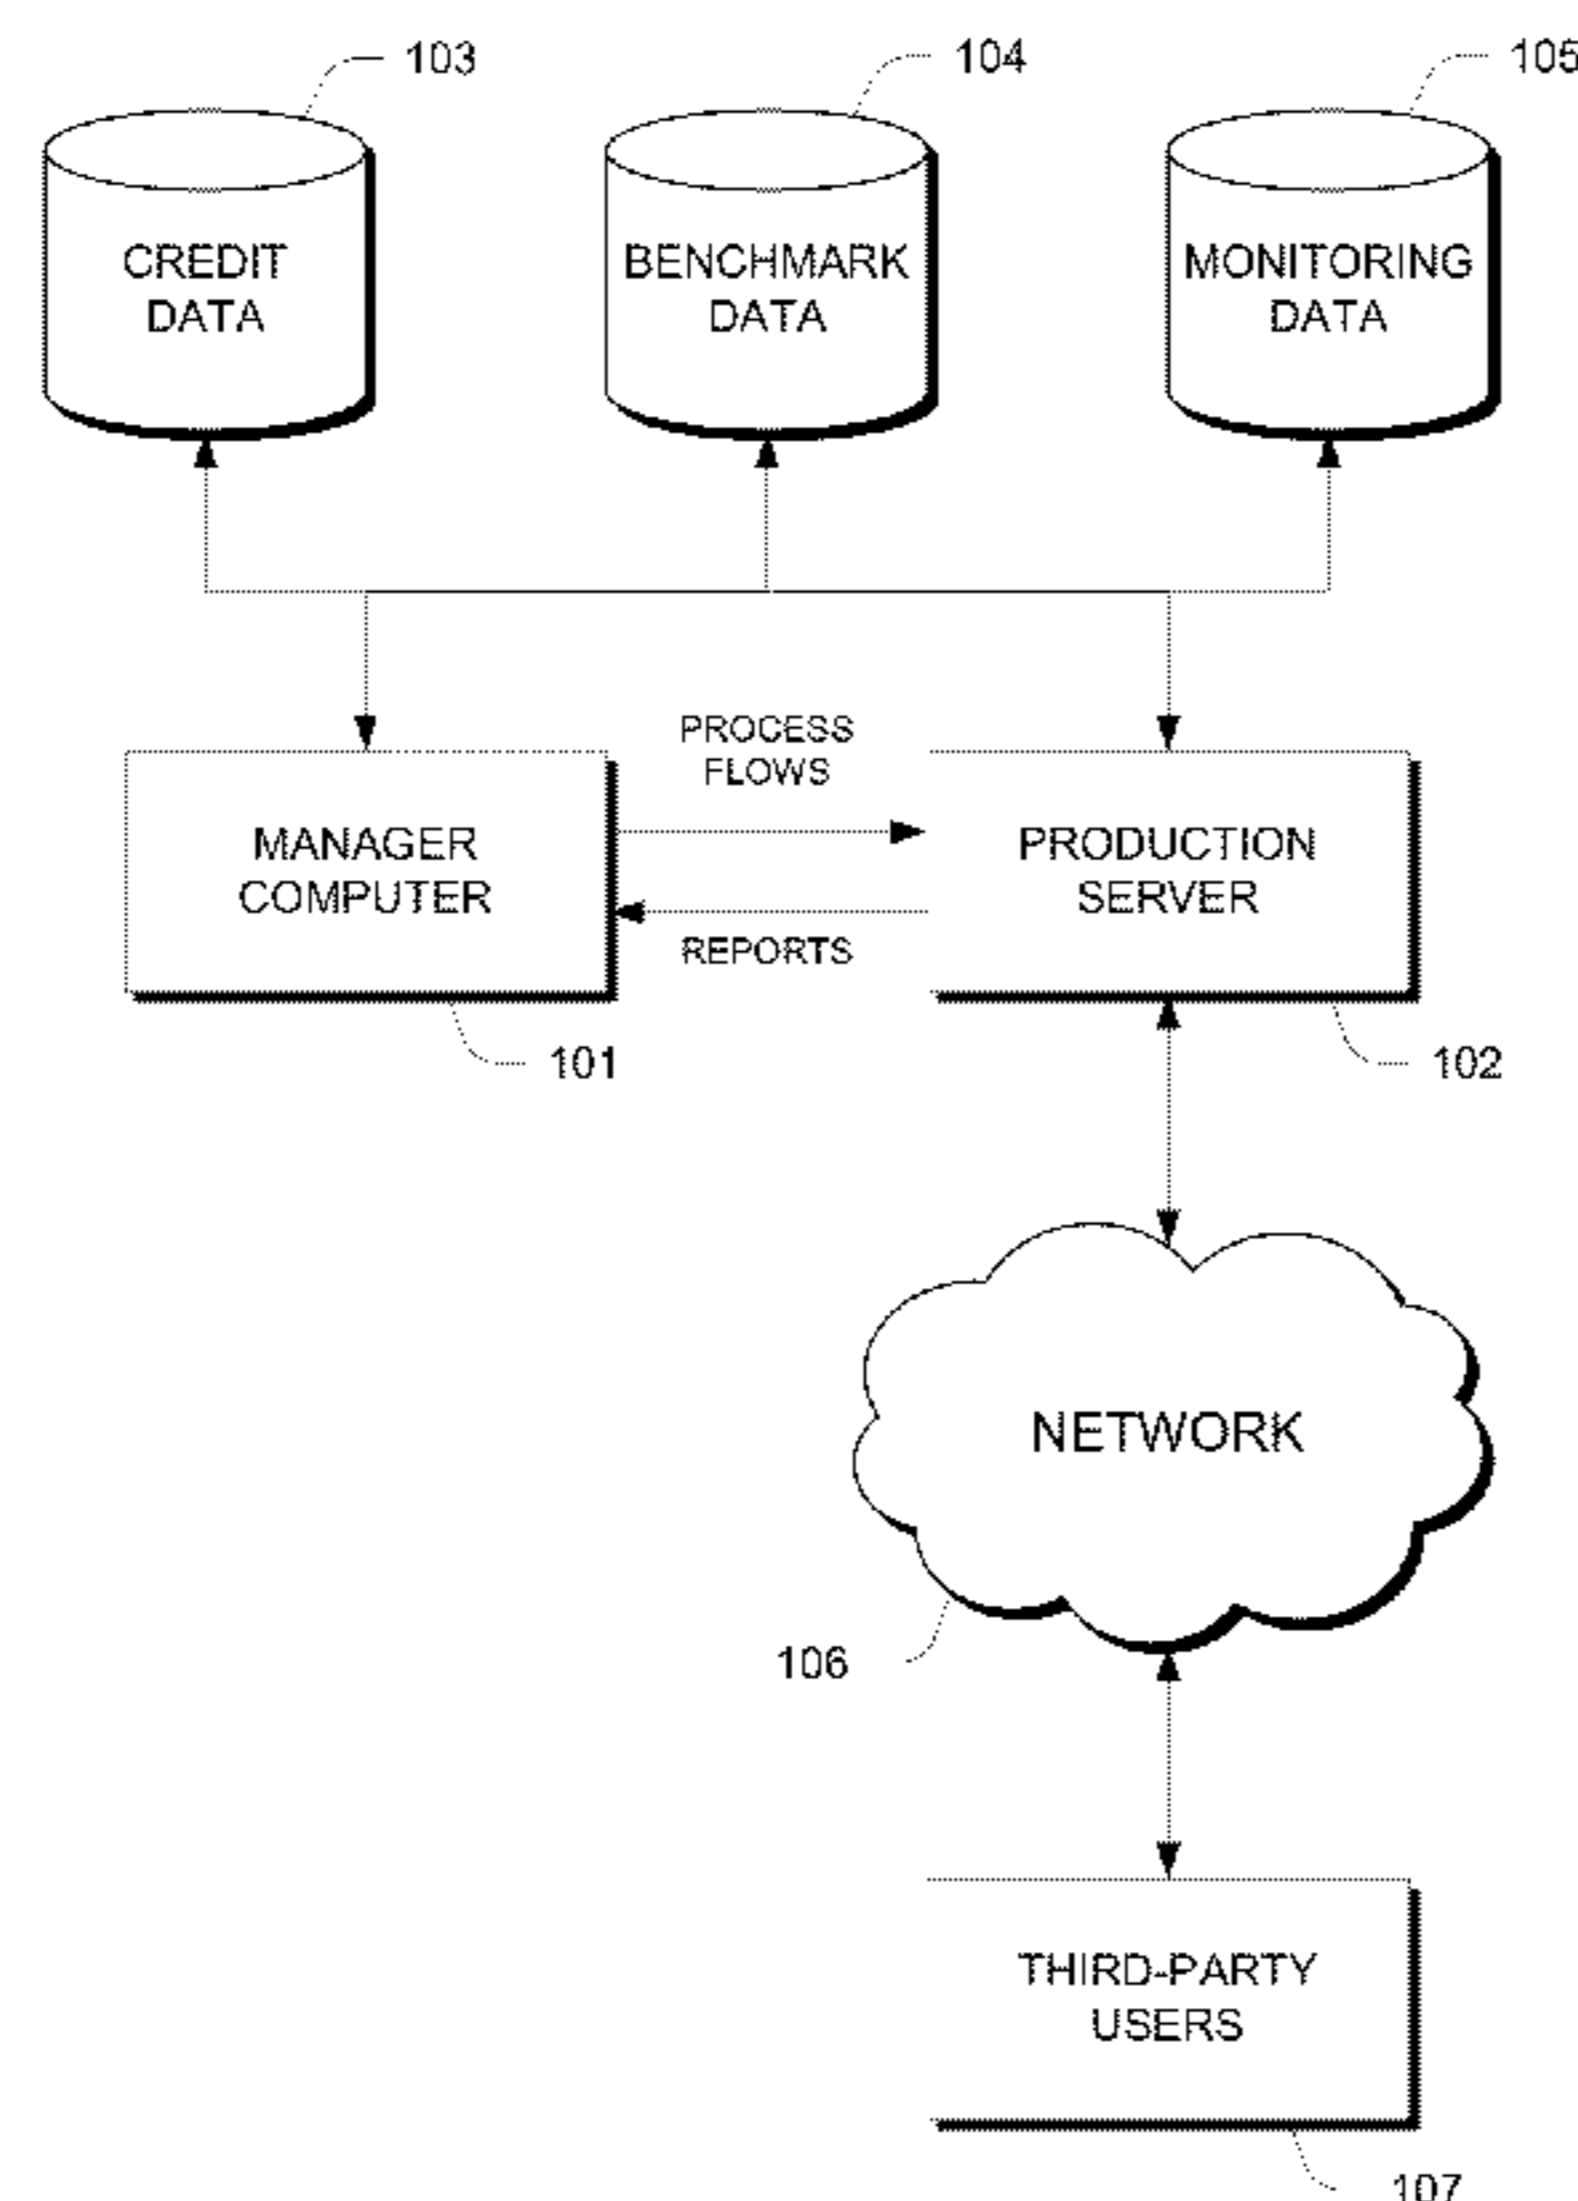 103
104
105
CREDIT
DATA
BENCHMARK
DATA
MONITORING
DATA
PROCESS
FLOWS
MANAGER
COMPUTER
PRODUCTION
SERVER
REPORTS
101
102
NETWORK
106
THIRD-PARTY
USERS
107